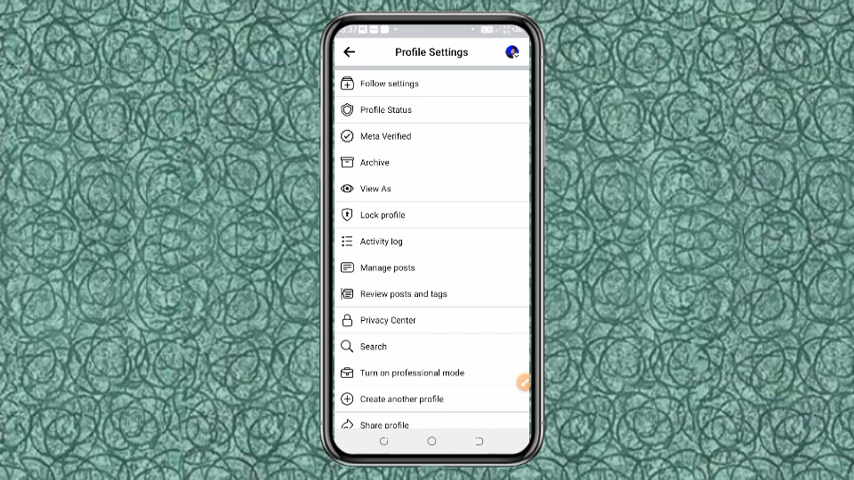 Profile Settings
Follow settings
Profile Status
Meta Verified
Archive
View As
Lock profile
Activity log
Manage posts
Review posts and tags
Privacy Center
Search
Turn on professional mode
Create another profile
Share profile